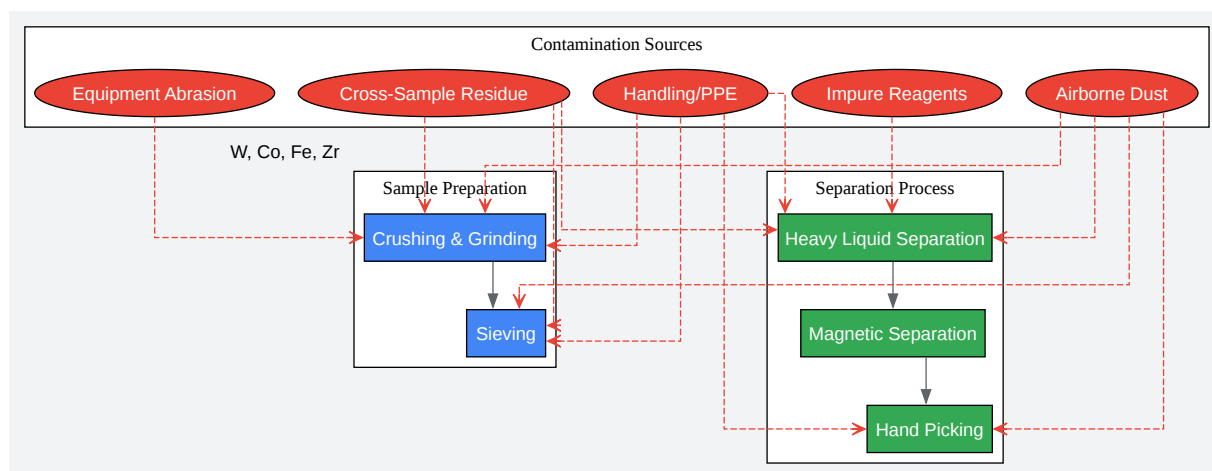 Contamination Sources
Equipment Abrasion
Cross-Sample Residue
Handling/PPE
Impure Reagents
Airborne Dust
W, Co, Fe, Zr
Sample Preparation
Separation Process
Crushing & Grinding
Heavy Liquid Separation
Sieving
Magnetic Separation
Hand Picking